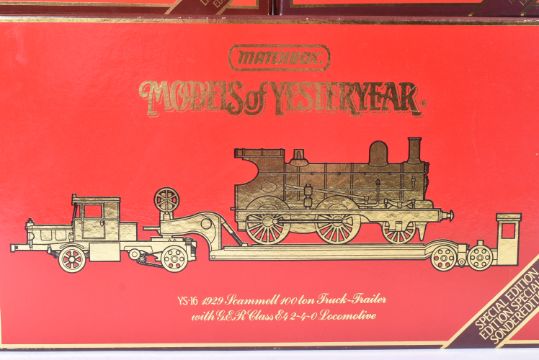 MATCHBOX
MODELS of YESTERYEAR®
YS-16 1929 Scammell 100 ton Truck-Trailer
with G.E.R Class E4 2-4-0 Locomotive
SPECIAL EDITION